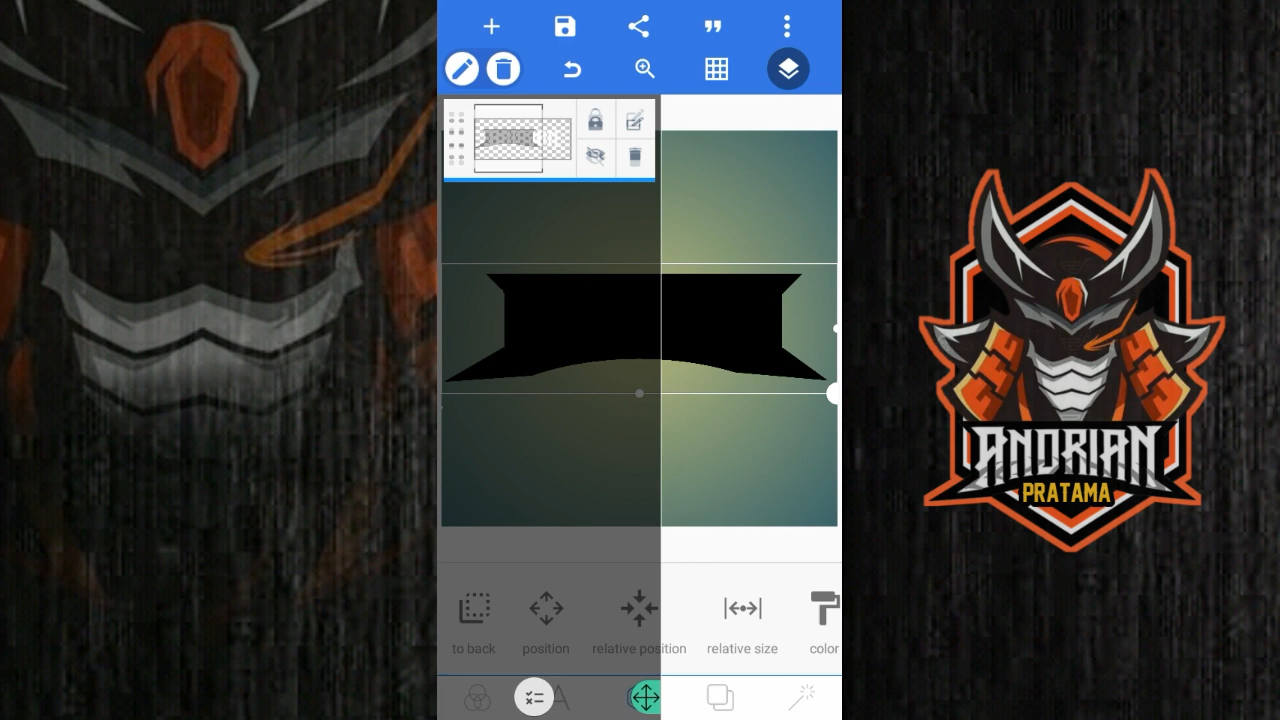 to back
position
relative position
relative size
color
ANDRIAN
PRATAMA